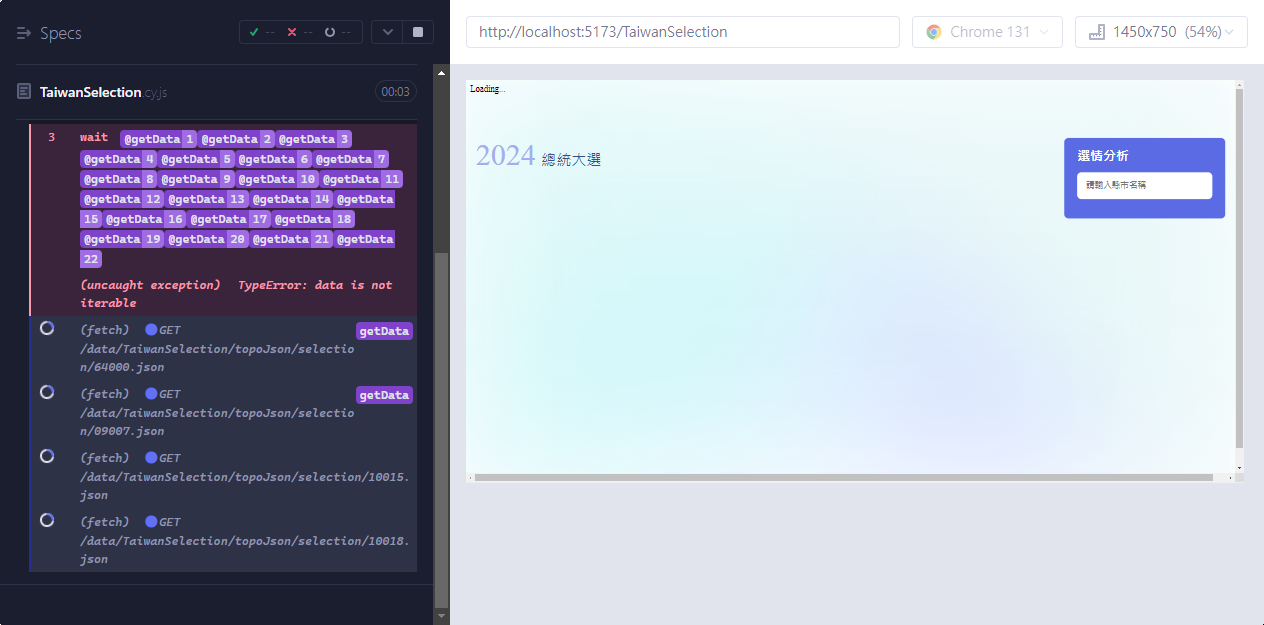 Specs
✓ -- ✕ -- --
http://localhost:5173/TaiwanSelection
Chrome 131
1450x750 (54%)
TaiwanSelection.cy.js
00:03
3 wait @getData 1 @getData 2 @getData 3
@getData 4 @getData 5 @getData 6 @getData 7
@getData 8 @getData 9 @getData 10 @getData 11
@getData 12 @getData 13 @getData 14 @getData
15 @getData 16 @getData 17 @getData 18
@getData 19 @getData 20 @getData 21 @getData
22
(uncaught exception) TypeError: data is not
iterable
(fetch) GET getData
/data/TaiwanSelection/topoJson/selectio
n/64000.json
(fetch) GET getData
/data/TaiwanSelection/topoJson/selectio
n/09007.json
(fetch) GET
/data/TaiwanSelection/topoJson/selection/10015.
json
(fetch) GET
/data/TaiwanSelection/topoJson/selection/10018.
json
Loading...
2024 總統大選
選情分析
請輸入縣市名稱